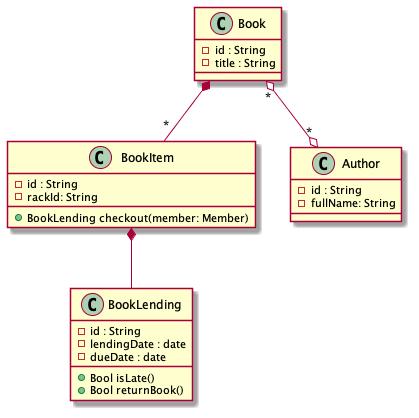 C Book
id : String
title : String
*
*
*
C BookItem
id : String
rackId: String
BookLending checkout(member: Member)
C Author
id : String
fullName: String
C BookLending
id : String
lendingDate : date
dueDate : date
Bool isLate()
Bool returnBook()